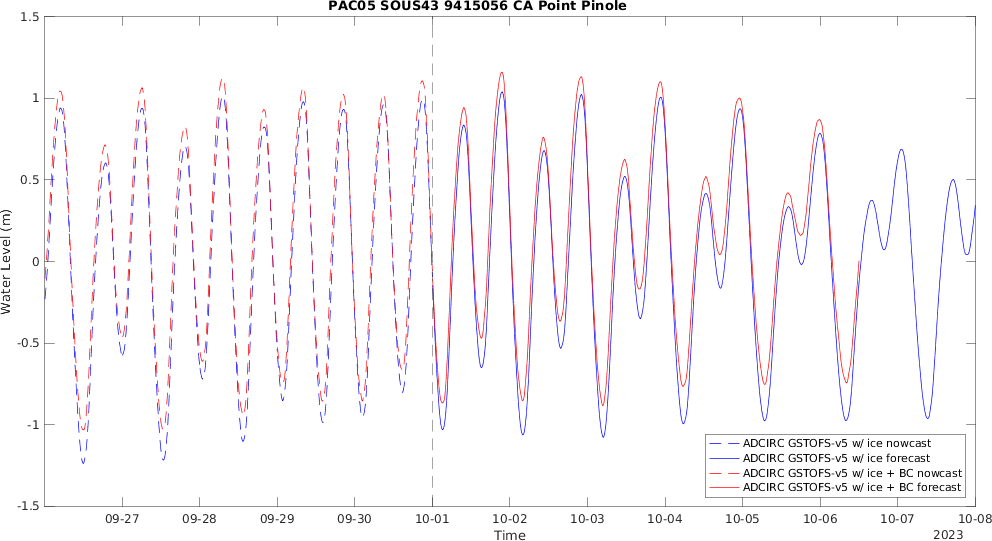 PAC05 SOUS43 9415056 CA Point Pinole
1.5
1
0.5
0
-0.5
-1
-1.5
Water Level (m)
09-27 09-28 09-29 09-30 10-01 10-02 10-03 10-04 10-05 10-06 10-07 10-08
Time
2023
ADCIRC GSTOFS-v5 w/ ice nowcast
ADCIRC GSTOFS-v5 w/ ice forecast
ADCIRC GSTOFS-v5 w/ ice + BC nowcast
ADCIRC GSTOFS-v5 w/ ice + BC forecast